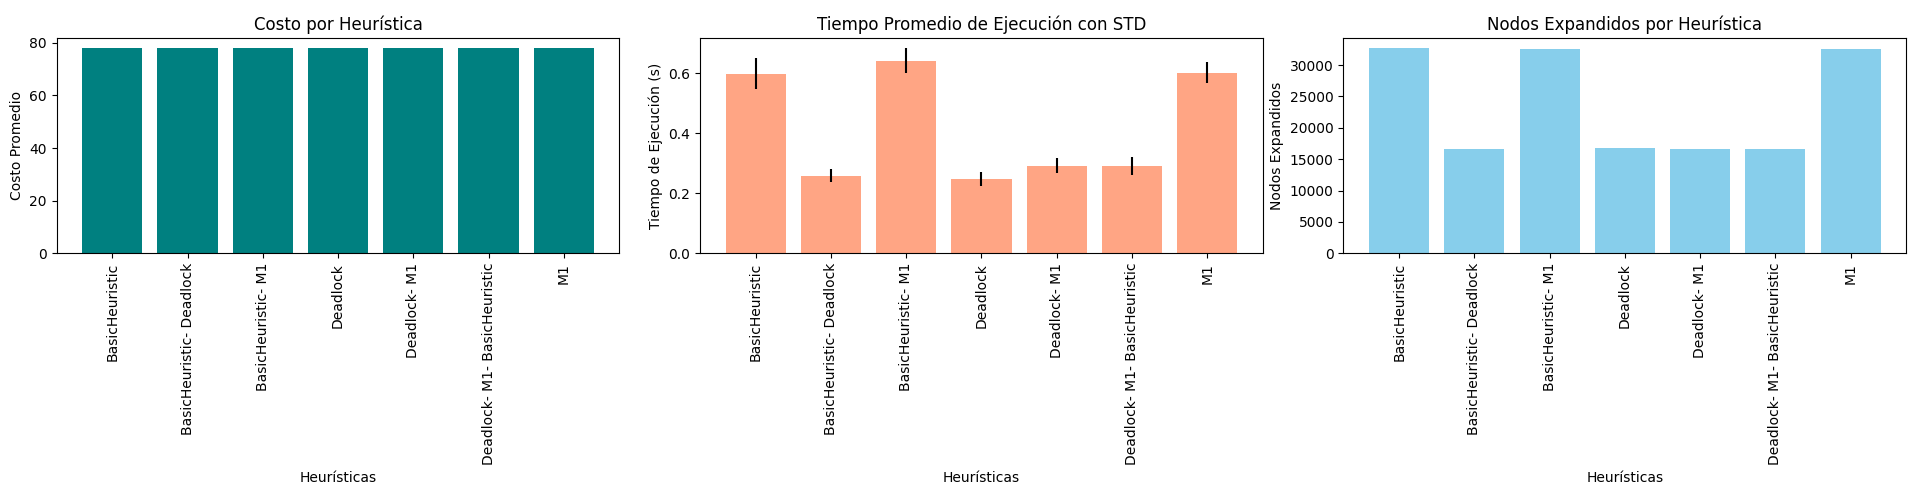 Costo por Heurística
Costo Promedio
80
60
40
20
0
BasicHeuristic
BasicHeuristic- Deadlock
BasicHeuristic- M1
Deadlock
Deadlock- M1
Deadlock- M1- BasicHeuristic
M1
Heurísticas
Tiempo Promedio de Ejecución con STD
Tiempo de Ejecución (s)
0.6
0.4
0.2
0.0
BasicHeuristic
BasicHeuristic- Deadlock
BasicHeuristic- M1
Deadlock
Deadlock- M1
Deadlock- M1- BasicHeuristic
M1
Heurísticas
Nodos Expandidos por Heurística
Nodos Expandidos
30000
25000
20000
15000
10000
5000
0
BasicHeuristic
BasicHeuristic- Deadlock
BasicHeuristic- M1
Deadlock
Deadlock- M1
Deadlock- M1- BasicHeuristic
M1
Heurísticas